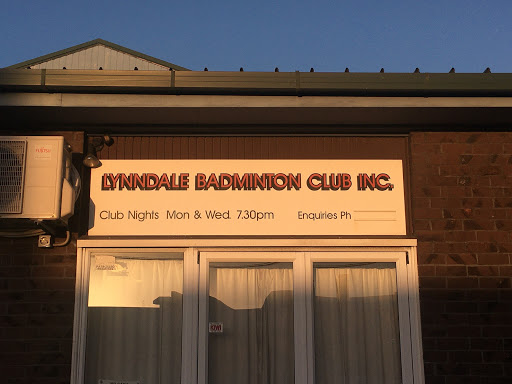 LYNNDALE BADMINTON CLUB INC.
Club Nights Mon & Wed. 7.30pm Enquiries Ph